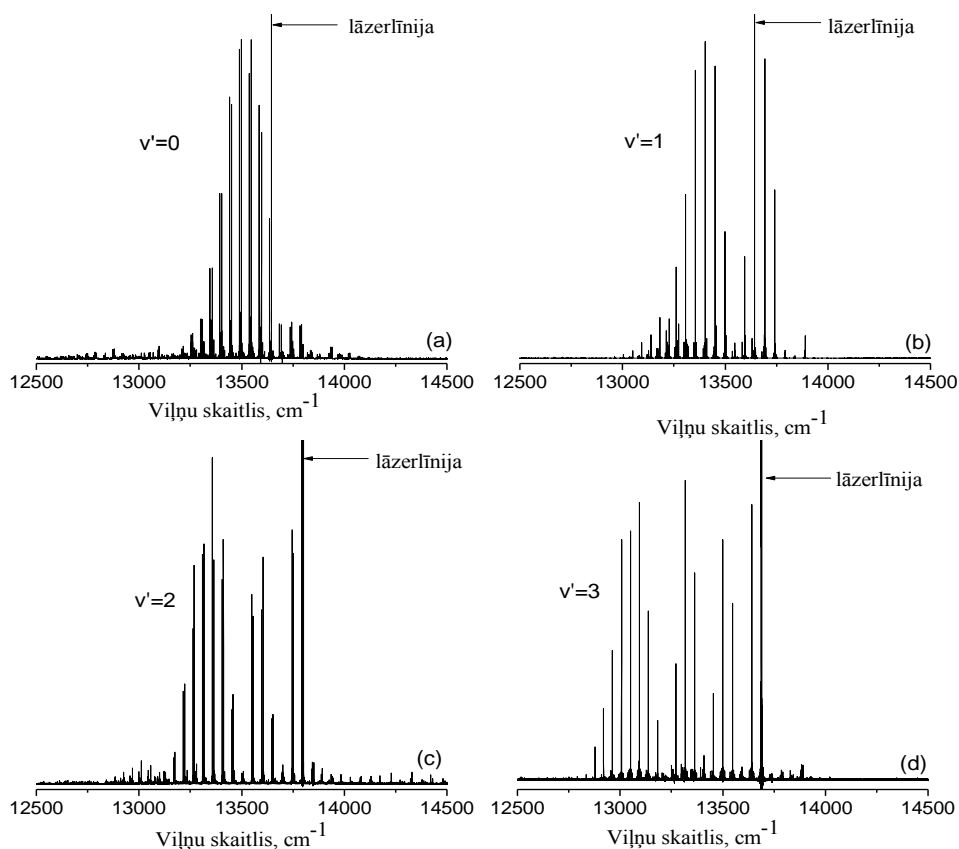 lāzerlīnija
v'=0
(a)
12500 13000 13500 14000 14500
Viļņu skaitlis, cm-1
lāzerlīnija
v'=1
(b)
12500 13000 13500 14000 14500
Viļņu skaitlis, cm-1
lāzerlīnija
v'=2
(c)
12500 13000 13500 14000 14500
Viļņu skaitlis, cm-1
lāzerlīnija
v'=3
(d)
12500 13000 13500 14000 14500
Viļņu skaitlis, cm-1